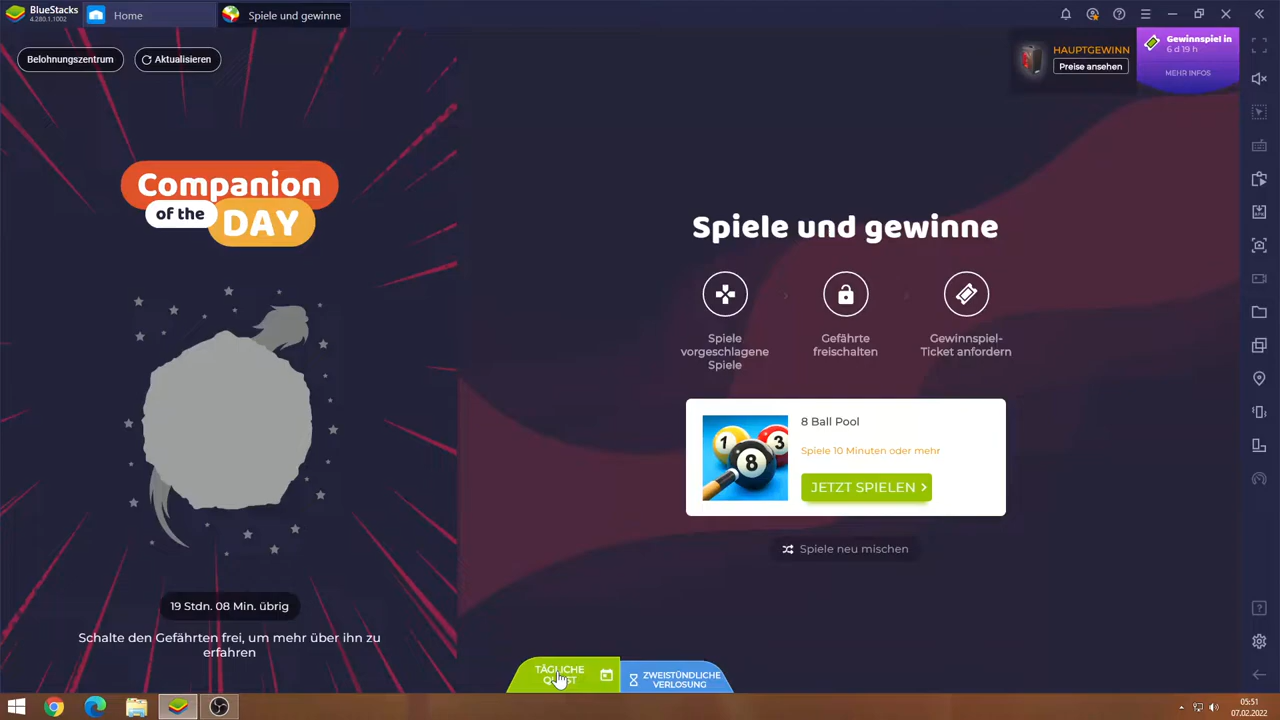 BlueStacks
4.280.1.1002
Home
Spiele und gewinne
Belohnungszentrum
Aktualisieren
HAUPTGEWINN
Preise ansehen
Gewinnspiel in
6 d 19 h
MEHR INFOS
Companion
of the DAY
19 Stdn. 08 Min. übrig
Schalte den Gefährten frei, um mehr über ihn zu
erfahren
Spiele und gewinne
Spiele
vorgeschlagene
Spiele
Gefährte
freischalten
Gewinnspiel-
Ticket anfordern
1
3
8
8 Ball Pool
Spiele 10 Minuten oder mehr
JETZT SPIELEN
Spiele neu mischen
TÄGLICHE
ZWEISTÜNDLICHE
VERLOSUNG
05:51
07.02.2022